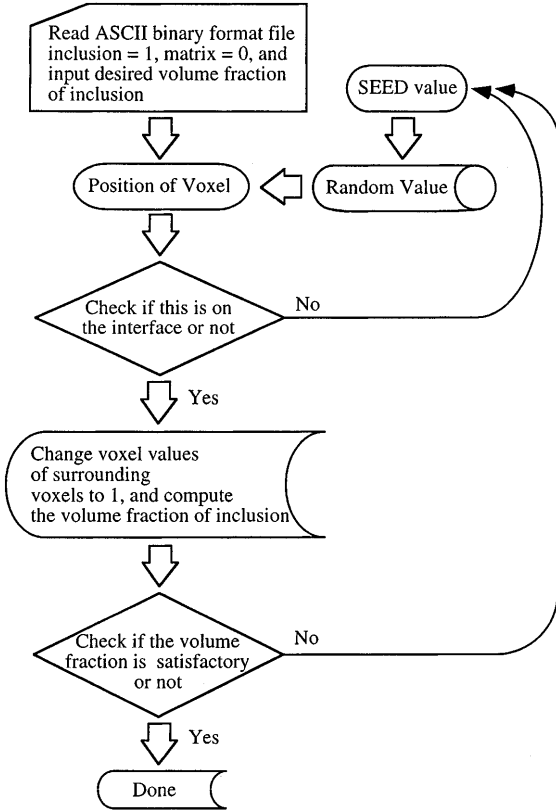 Read ASCII binary format file
inclusion = 1, matrix = 0, and
input desired volume fraction
of inclusion
SEED value
Position of Voxel
Random Value
Check if this is on
the interface or not
No
Yes
Change voxel values
of surrounding
voxels to 1, and compute
the volume fraction of inclusion
Check if the volume
fraction is satisfactory
or not
No
Yes
Done